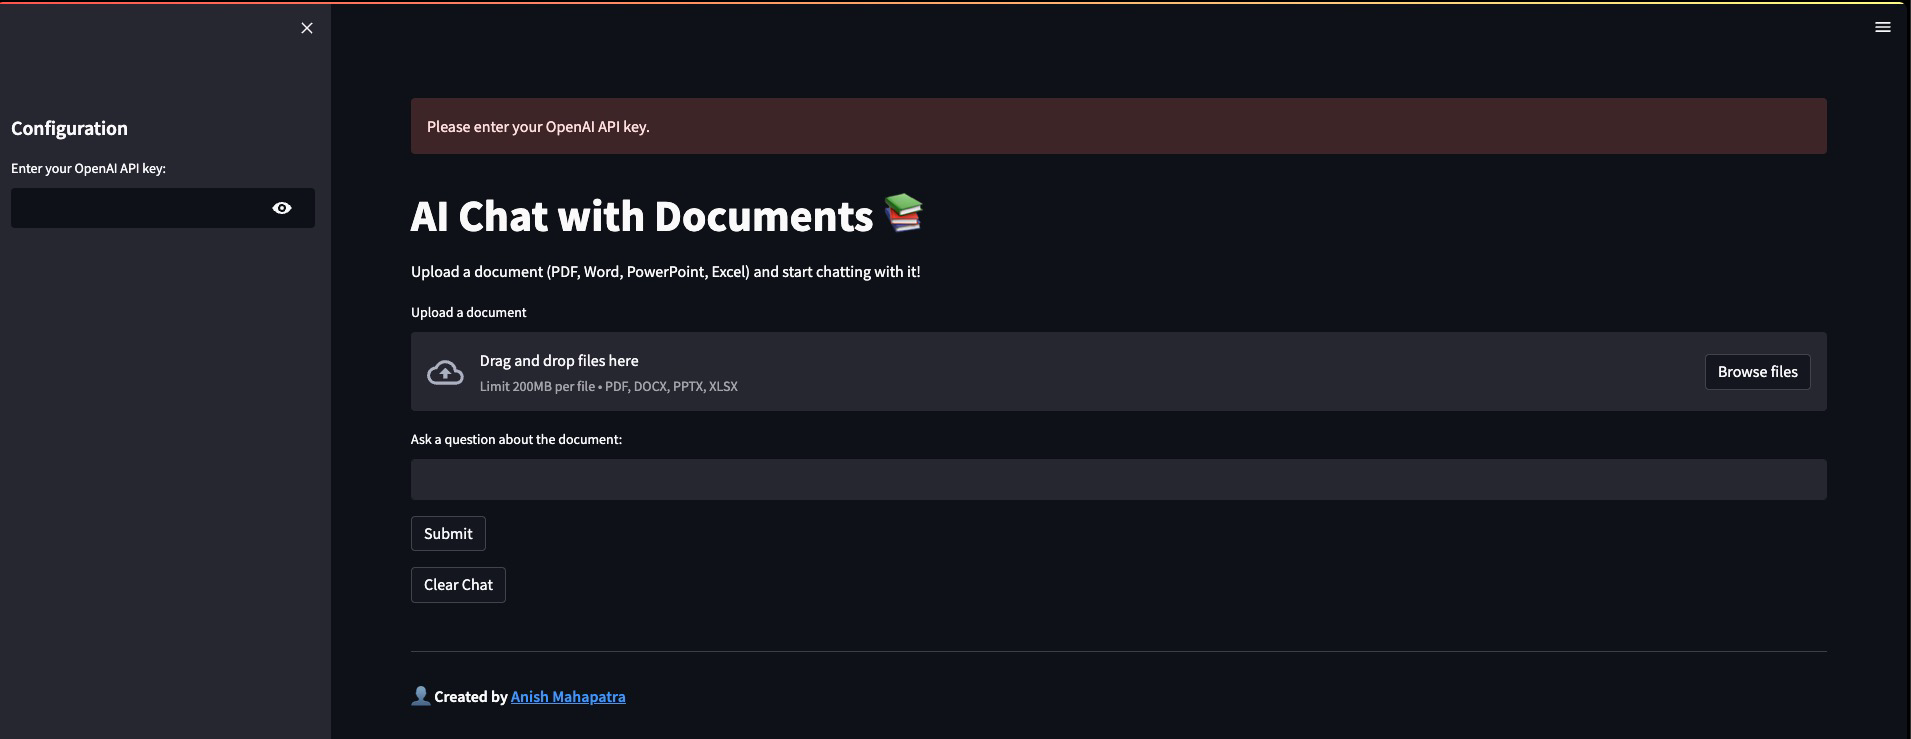 Configuration
Enter your OpenAI API key:
Please enter your OpenAI API key.
AI Chat with Documents 📚
Upload a document (PDF, Word, PowerPoint, Excel) and start chatting with it!
Upload a document
Drag and drop files here
Limit 200MB per file • PDF, DOCX, PPTX, XLSX
Browse files
Ask a question about the document:
Submit
Clear Chat
👤 Created by Anish Mahapatra